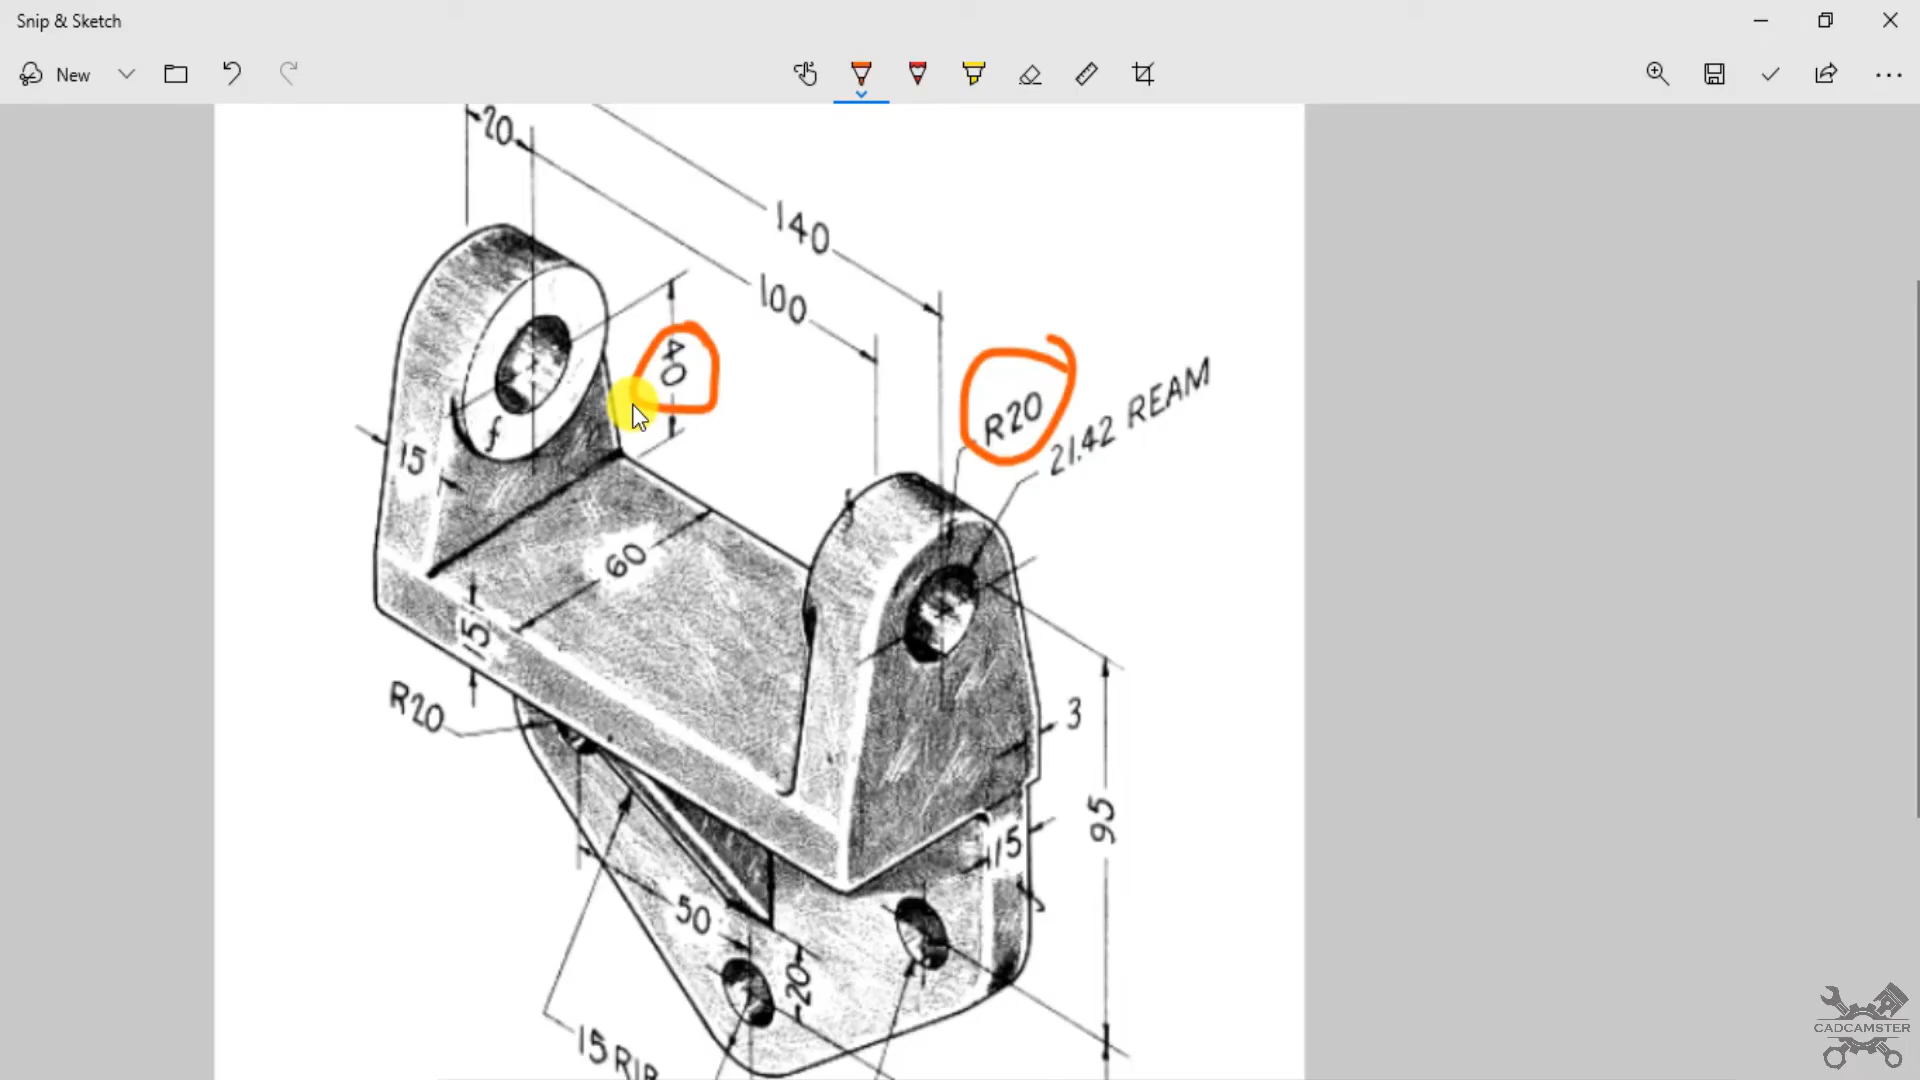 Snip & Sketch
New
20
140
100
40
R20
21.42 REAM
f
15
60
15
R20
3
95
15
50
20
15 RIB
CADCAMSTER